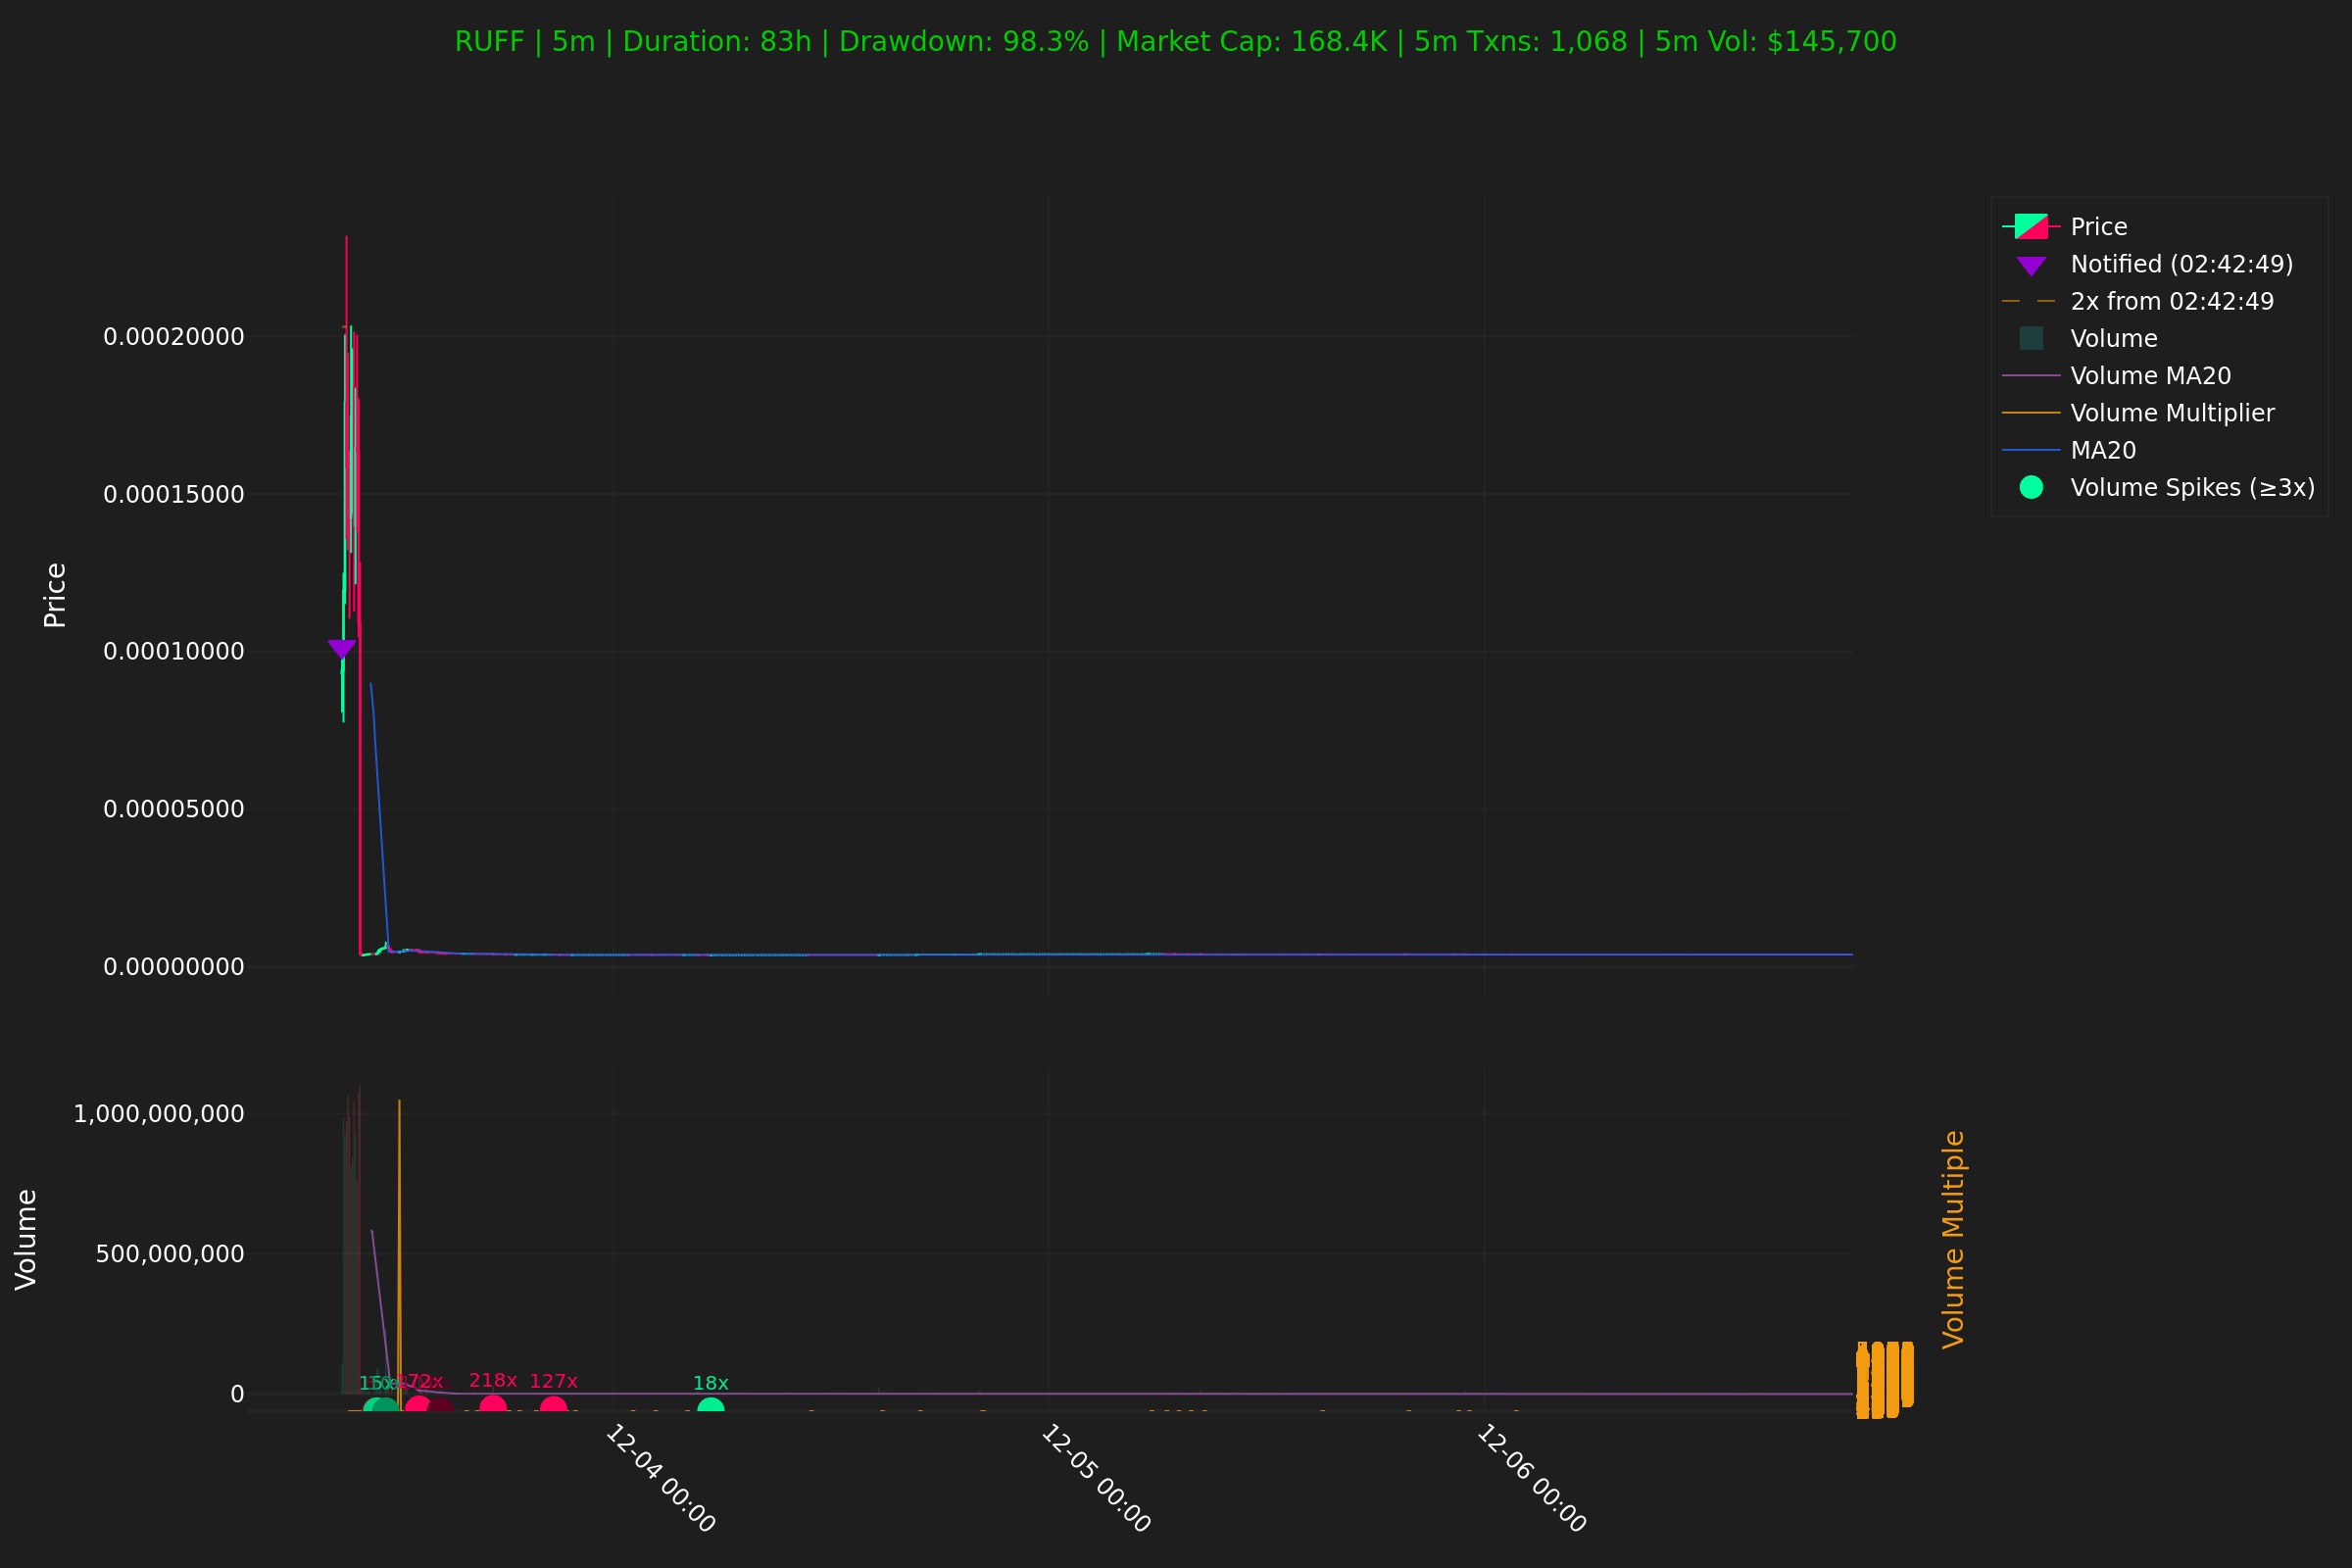 RUFF | 5m | Duration: 83h | Drawdown: 98.3% | Market Cap: 168.4K | 5m Txns: 1,068 | 5m Vol: $145,700
Price
Notified (02:42:49)
2x from 02:42:49
Volume
Volume MA20
Volume Multiplier
MA20
Volume Spikes (≥3x)
Price
0.00020000
0.00015000
0.00010000
0.00005000
0.00000000
Volume
1,000,000,000
500,000,000
0
15x
218x
127x
18x
Volume Multiple
12-04 00:00
12-05 00:00
12-06 00:00